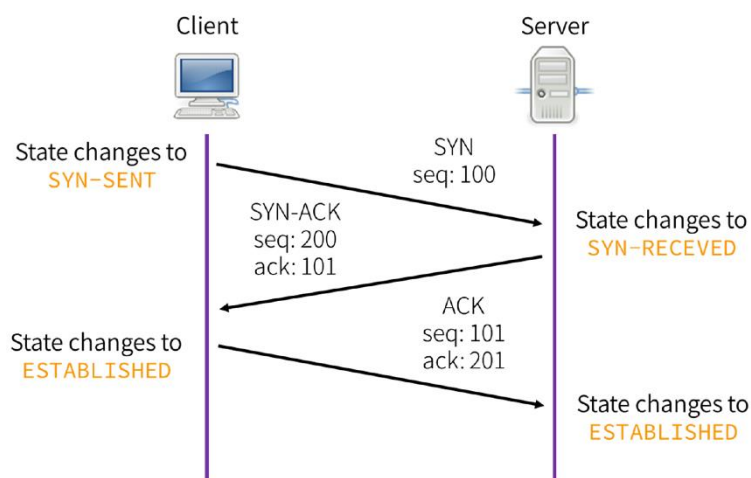 Client
Server
State changes to
SYN-SENT
SYN
seq: 100
SYN-ACK
seq: 200
ack: 101
State changes to
SYN-RECEVED
ACK
seq: 101
ack: 201
State changes to
ESTABLISHED
State changes to
ESTABLISHED